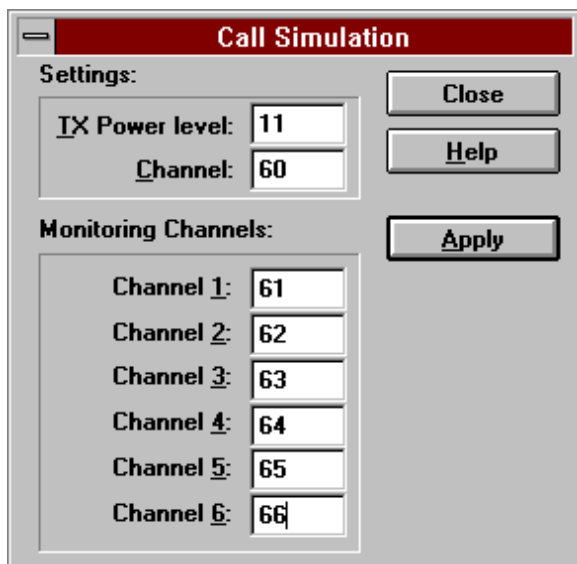 Call Simulation
Settings:
TX Power level: 11
Channel: 60
Close
Help
Monitoring Channels:
Apply
Channel 1: 61
Channel 2: 62
Channel 3: 63
Channel 4: 64
Channel 5: 65
Channel 6: 66